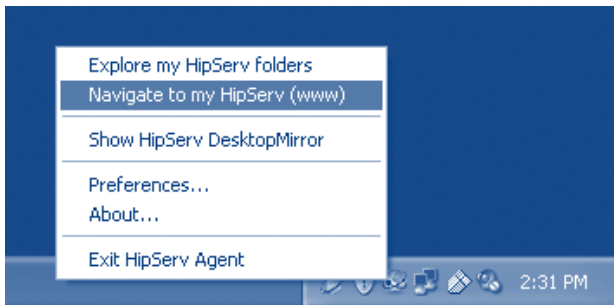 Explore my HipServ folders
Navigate to my HipServ (www)
Show HipServ DesktopMirror
Preferences...
About...
Exit HipServ Agent
2:31 PM